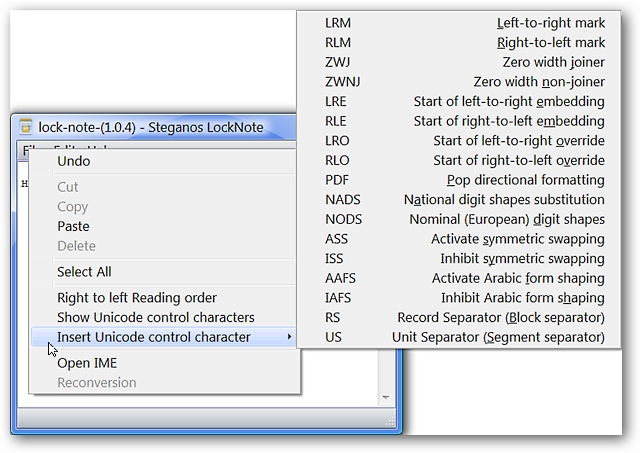 LRM Left-to-right mark
RLM Right-to-left mark
ZWJ Zero width joiner
ZWNJ Zero width non-joiner
LRE Start of left-to-right embedding
RLE Start of right-to-left embedding
LRO Start of left-to-right override
RLO Start of right-to-left override
PDF Pop directional formatting
NADS National digit shapes substitution
NODS Nominal (European) digit shapes
ASS Activate symmetric swapping
ISS Inhibit symmetric swapping
AAFS Activate Arabic form shaping
IAFS Inhibit Arabic form shaping
RS Record Separator (Block separator)
US Unit Separator (Segment separator)
lock-note-(1.0.4) - Steganos LockNote
Undo
Cut
Copy
Paste
Delete
Select All
Right to left Reading order
Show Unicode control characters
Insert Unicode control character
Open IME
Reconversion